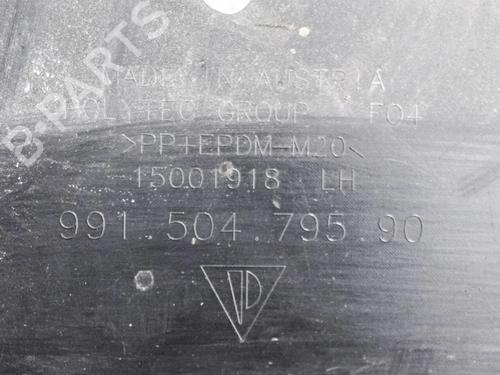 B-PARTS
MADE IN AUSTRIA
POLYTEC GROUP F04
>PP+EPDM-M20<
15001918 LH
991.504.795.90